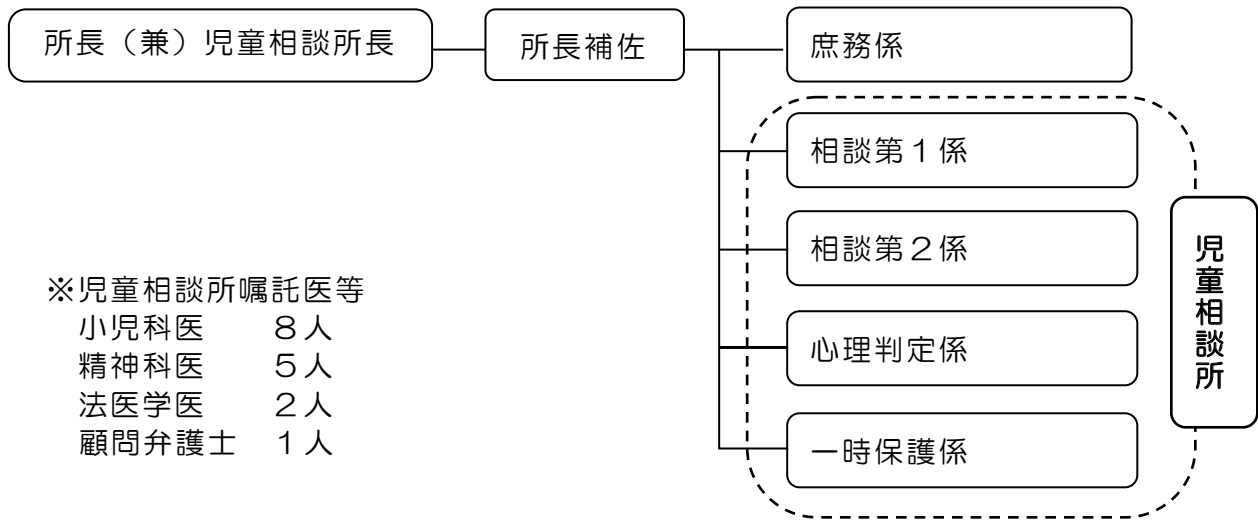 所長（兼）児童相談所長
所長補佐
庶務係
相談第１係
相談第２係
心理判定係
一時保護係
児童相談所
※児童相談所嘱託医等
小児科医　　８人
精神科医　　５人
法医学医　　２人
顧問弁護士　１人